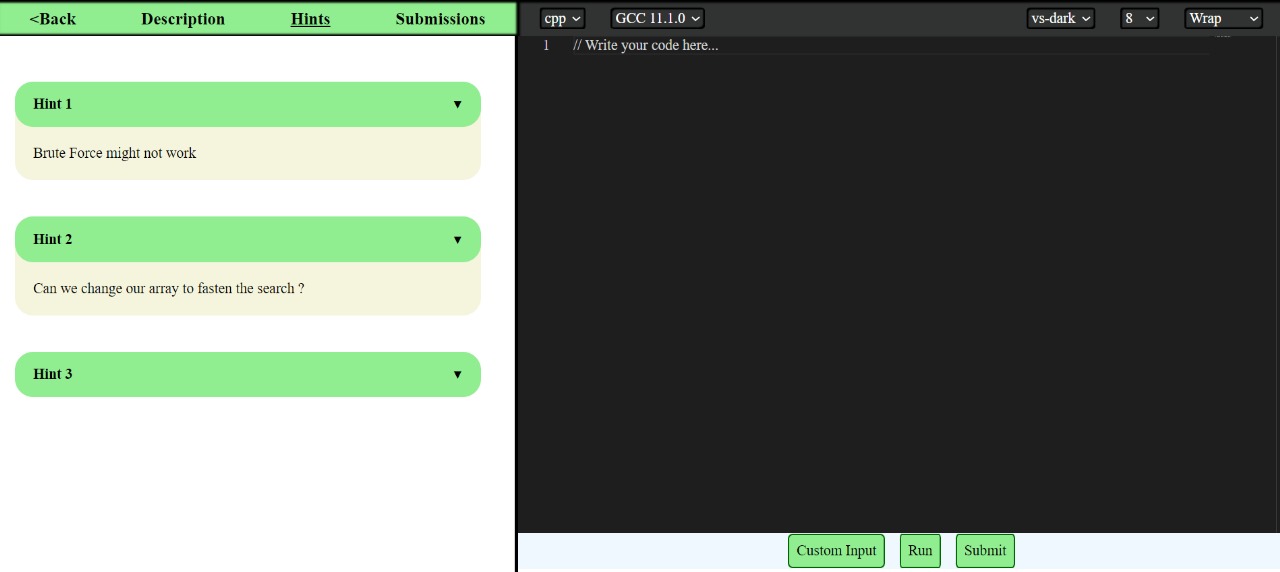 <Back Description Hints Submissions
cpp GCC 11.1.0 vs-dark 8 Wrap
Hint 1
Brute Force might not work
Hint 2
Can we change our array to fasten the search ?
Hint 3
1 // Write your code here...
Custom Input Run Submit